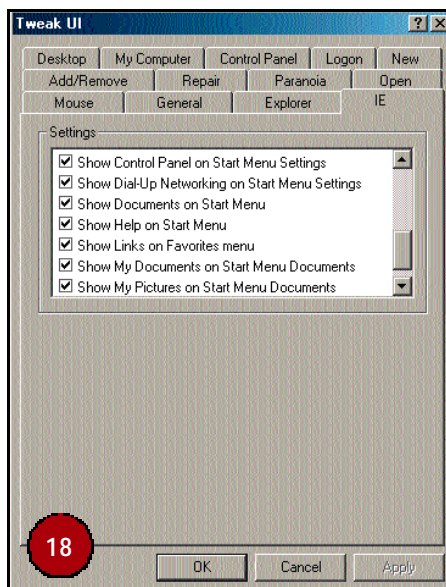 Tweak UI
Desktop My Computer Control Panel Logon New
Add/Remove Repair Paranoia Open
Mouse General Explorer IE
Settings
Show Control Panel on Start Menu Settings
Show Dial-Up Networking on Start Menu Settings
Show Documents on Start Menu
Show Help on Start Menu
Show Links on Favorites menu
Show My Documents on Start Menu Documents
Show My Pictures on Start Menu Documents
18
OK Cancel Apply